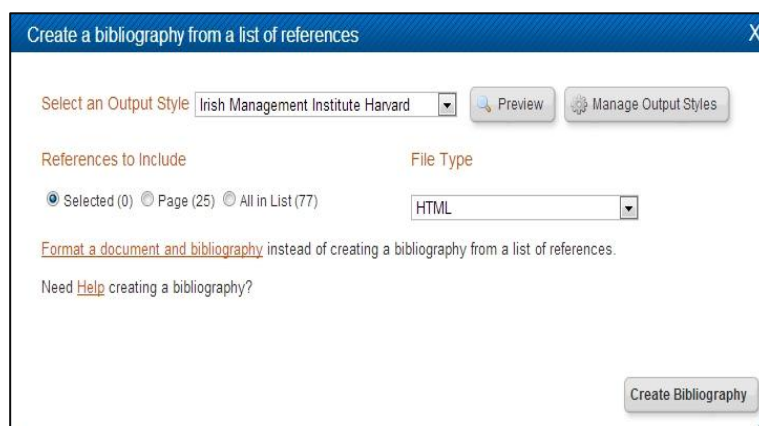 Create a bibliography from a list of references X
Select an Output Style Irish Management Institute Harvard Preview Manage Output Styles
References to Include File Type
Selected (0) Page (25) All in List (77) HTML
Format a document and bibliography instead of creating a bibliography from a list of references.
Need Help creating a bibliography?
Create Bibliography